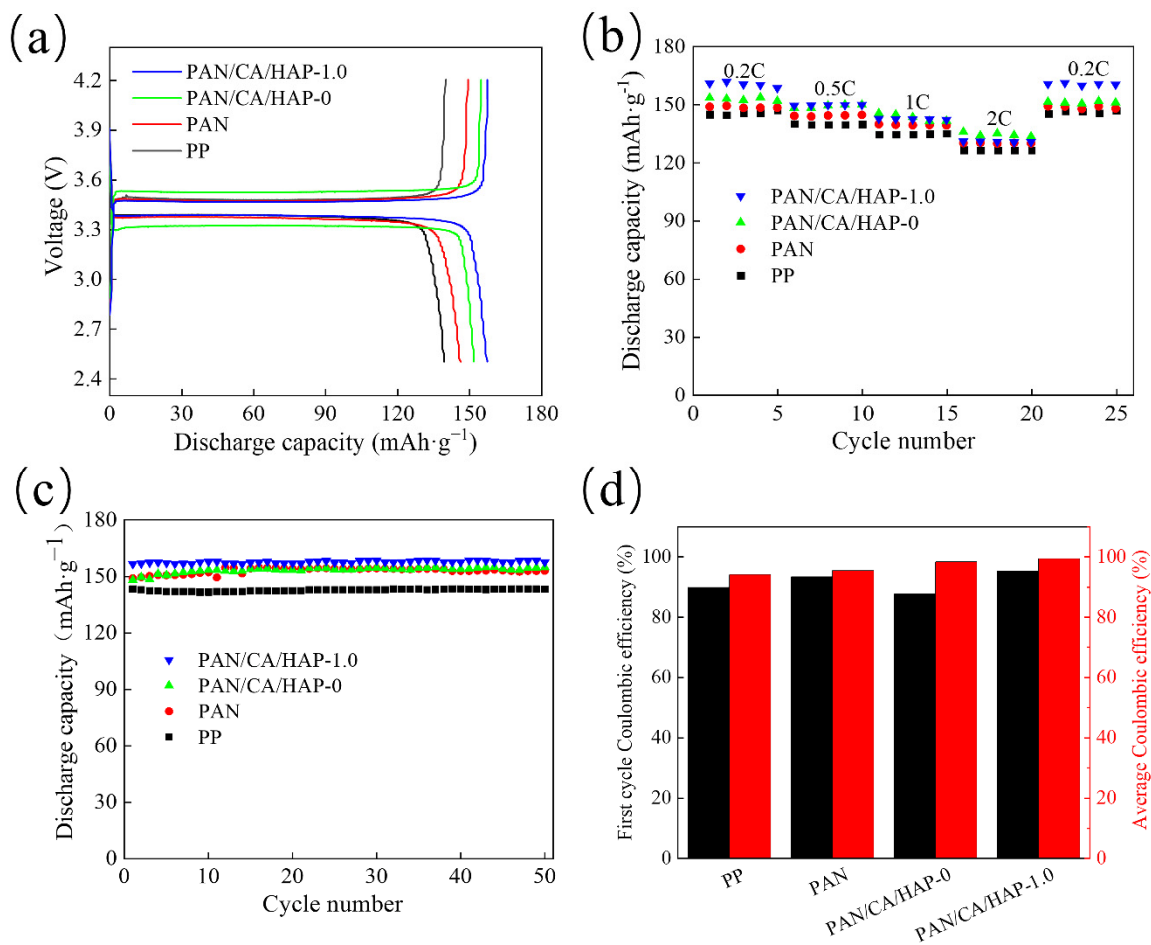 (a)
4.2
3.9
3.6
3.3
3.0
2.7
2.4
Voltage (V)
PAN/CA/HAP-1.0
PAN/CA/HAP-0
PAN
PP
0 30 60 90 120 150 180
Discharge capacity (mAh·g⁻¹)
(b)
180
150
120
90
60
30
0
Discharge capacity (mAh·g⁻¹)
0.2C 0.5C 1C 2C 0.2C
PAN/CA/HAP-1.0
PAN/CA/HAP-0
PAN
PP
0 5 10 15 20 25
Cycle number
(c)
180
150
120
90
60
30
0
Discharge capacity (mAh·g⁻¹)
PAN/CA/HAP-1.0
PAN/CA/HAP-0
PAN
PP
0 10 20 30 40 50
Cycle number
(d)
100
80
60
40
20
0
First cycle Coulombic efficiency (%)
PP
PAN
PAN/CA/HAP-0
PAN/CA/HAP-1.0
100
80
60
40
20
0
Average Coulombic efficiency (%)